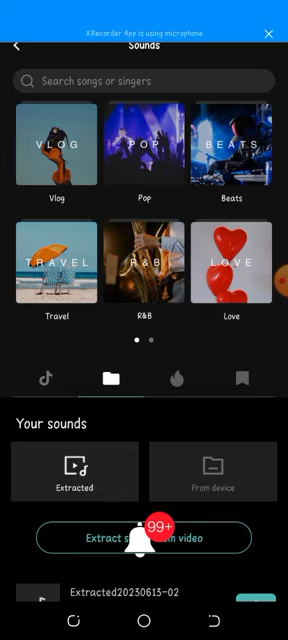 XRecorder App is using microphone
Sounds
Search songs or singers
VLOG
POP
BEATS
Vlog
Pop
Beats
TRAVEL
R&B
LOVE
Travel
R&B
Love
Your sounds
Extracted
From device
99+
Extract video
Extracted20230613-02